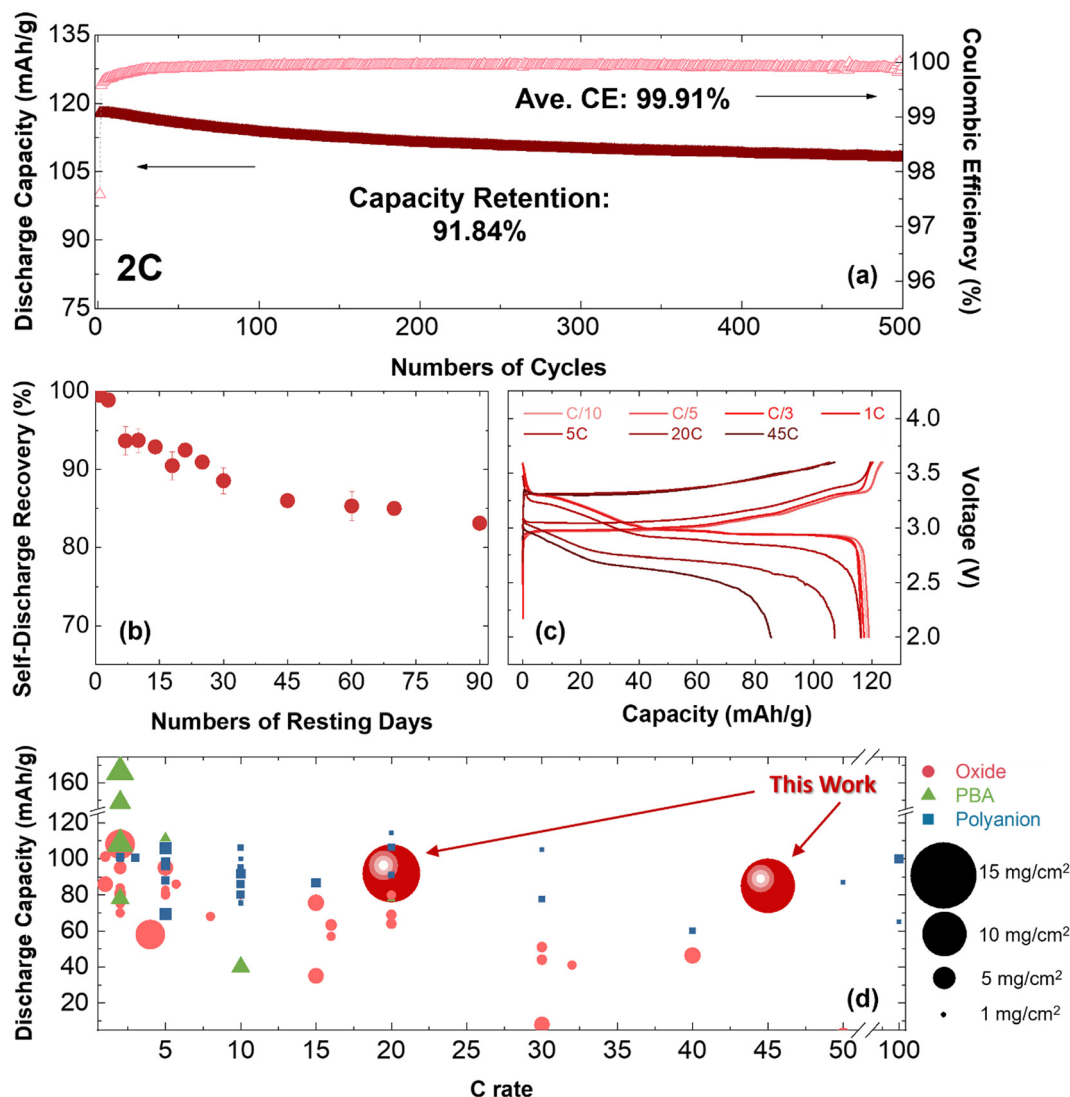 135
120
105
90
75
Discharge Capacity (mAh/g)
100
99
98
97
96
Coulombic Efficiency (%)
Ave. CE: 99.91%
Capacity Retention:
91.84%
2C
(a)
0 100 200 300 400 500
Numbers of Cycles
100
90
80
70
Self-Discharge Recovery (%)
(b)
0 15 30 45 60 75 90
Numbers of Resting Days
C/10 C/5 C/3 1C
5C 20C 45C
4.0
3.5
3.0
2.5
2.0
Voltage (V)
(c)
0 20 40 60 80 100 120
Capacity (mAh/g)
160
120
100
80
60
40
20
Discharge Capacity (mAh/g)
This Work
(d)
5 10 15 20 25 30 35 40 45 50 100
C rate
Oxide
PBA
Polyanion
15 mg/cm²
10 mg/cm²
5 mg/cm²
1 mg/cm²